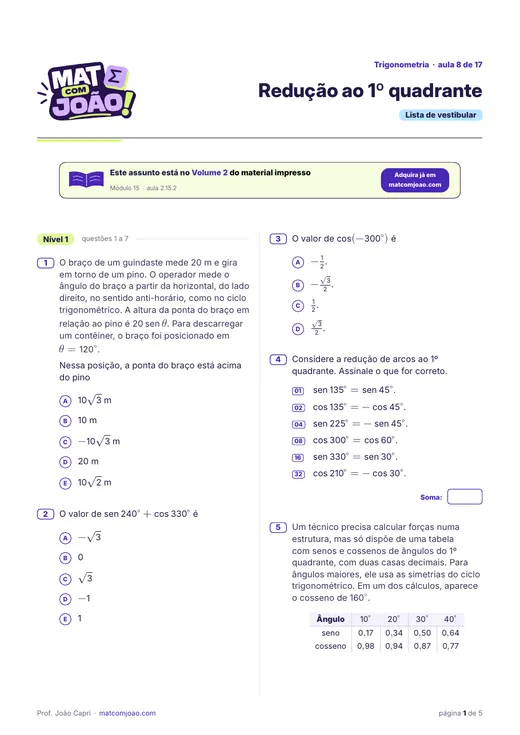 MAT
COM
JOÃO!
Σ
Trigonometria · aula 8 de 17
Redução ao 1º quadrante
Lista de vestibular
Este assunto está no Volume 2 do material impresso
Módulo 15 · aula 2.15.2
Adquira já em
matcomjoao.com
Nível 1 questões 1 a 7
1 O braço de um guindaste mede 20 m e gira
em torno de um pino. O operador mede o
ângulo do braço a partir da horizontal, do lado
direito, no sentido anti-horário, como no ciclo
trigonométrico. A altura da ponta do braço em
relação ao pino é 20 sen θ. Para descarregar
um contêiner, o braço foi posicionado em
θ = 120°.
Nessa posição, a ponta do braço está acima
do pino
A 10√3 m
B 10 m
C −10√3 m
D 20 m
E 10√2 m
2 O valor de sen 240° + cos 330° é
A −√3
B 0
C √3
D −1
E 1
3 O valor de cos(−300°) é
A −1/2.
B −√3/2.
C 1/2.
D √3/2.
4 Considere a redução de arcos ao 1º
quadrante. Assinale o que for correto.
01 sen 135° = sen 45°.
02 cos 135° = − cos 45°.
04 sen 225° = − sen 45°.
08 cos 300° = cos 60°.
16 sen 330° = sen 30°.
32 cos 210° = − cos 30°.
Soma:
5 Um técnico precisa calcular forças numa
estrutura, mas só dispõe de uma tabela
com senos e cossenos de ângulos do 1º
quadrante, com duas casas decimais. Para
ângulos maiores, ele usa as simetrias do ciclo
trigonométrico. Em um dos cálculos, aparece
o cosseno de 160°.
Ângulo 10° 20° 30° 40°
seno 0,17 0,34 0,50 0,64
cosseno 0,98 0,94 0,87 0,77
Prof. João Capri · matcomjoao.com
página 1 de 5